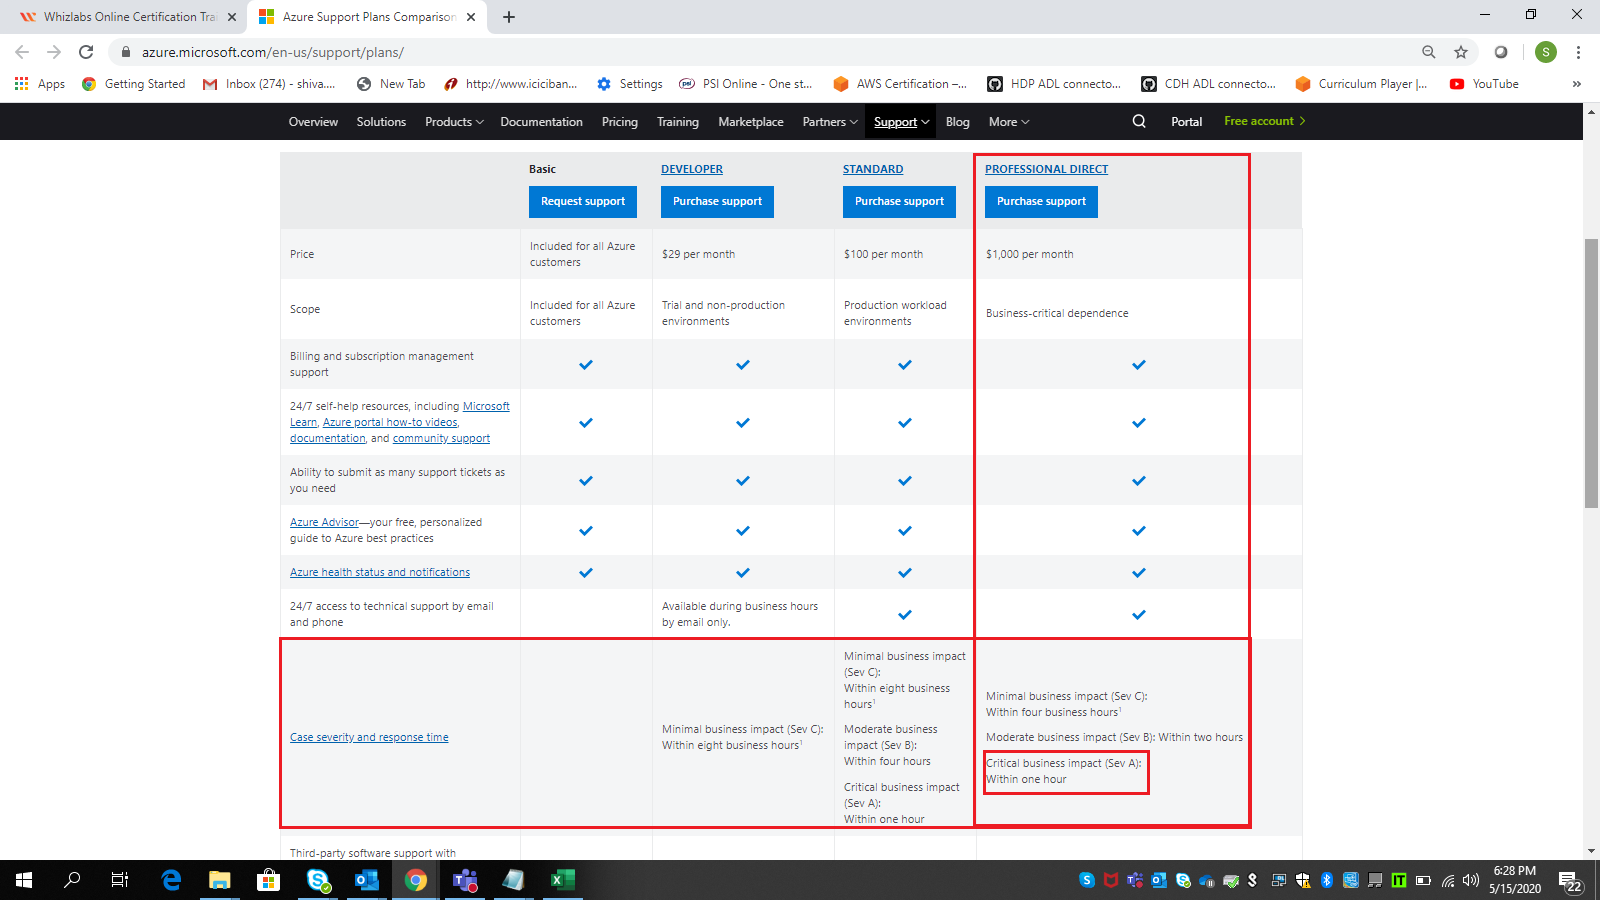 Whizlabs Online Certification Trai
Azure Support Plans Comparison
azure.microsoft.com/en-us/support/plans/
S
Apps
Getting Started
Inbox (274) - shiva....
New Tab
http://www.iciciban...
Settings
PSI Online - One st...
AWS Certification –...
HDP ADL connecto...
CDH ADL connecto...
Curriculum Player |...
YouTube
»
Overview
Solutions
Products
Documentation
Pricing
Training
Marketplace
Partners
Support
Blog
More
Portal
Free account
Basic
DEVELOPER
STANDARD
PROFESSIONAL DIRECT
Request support
Purchase support
Purchase support
Purchase support
Price
Included for all Azure
customers
$29 per month
$100 per month
$1,000 per month
Scope
Included for all Azure
customers
Trial and non-production
environments
Production workload
environments
Business-critical dependence
Billing and subscription management
support
24/7 self-help resources, including Microsoft
Learn, Azure portal how-to videos,
documentation, and community support
Ability to submit as many support tickets as
you need
Azure Advisor—your free, personalized
guide to Azure best practices
Azure health status and notifications
24/7 access to technical support by email
and phone
Available during business hours
by email only.
Case severity and response time
Minimal business impact (Sev C):
Within eight business hours¹
Minimal business impact
(Sev C):
Within eight business
hours¹
Moderate business
impact (Sev B):
Within four hours
Critical business impact
(Sev A):
Within one hour
Minimal business impact (Sev C):
Within four business hours¹
Moderate business impact (Sev B): Within two hours
Critical business impact (Sev A):
Within one hour
Third-party software support with
6:28 PM
5/15/2020
22